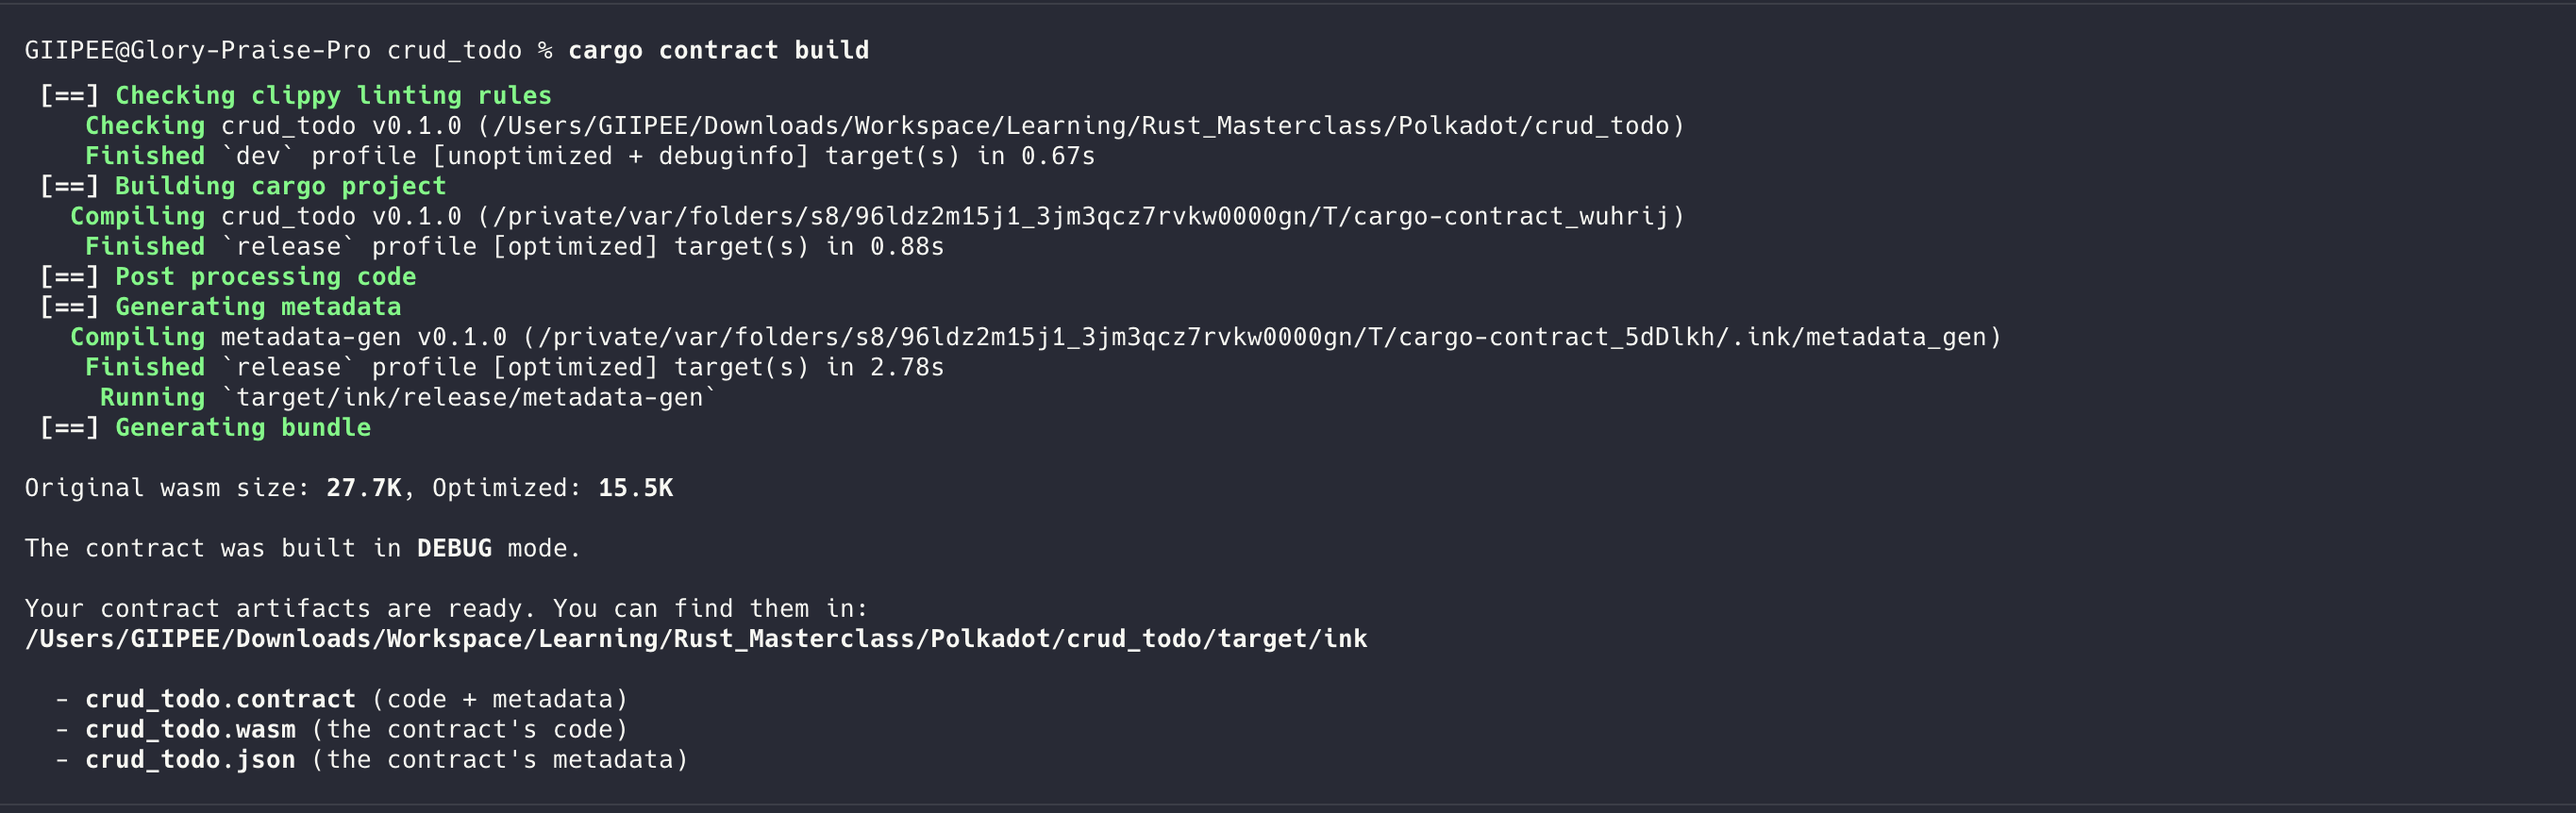 GIIPEE@Glory-Praise-Pro crud_todo % cargo contract build
[==] Checking clippy linting rules
Checking crud_todo v0.1.0 (/Users/GIIPEE/Downloads/Workspace/Learning/Rust_Masterclass/Polkadot/crud_todo)
Finished `dev` profile [unoptimized + debuginfo] target(s) in 0.67s
[==] Building cargo project
Compiling crud_todo v0.1.0 (/private/var/folders/s8/96ldz2m15j1_3jm3qcz7rvkw0000gn/T/cargo-contract_wuhrij)
Finished `release` profile [optimized] target(s) in 0.88s
[==] Post processing code
[==] Generating metadata
Compiling metadata-gen v0.1.0 (/private/var/folders/s8/96ldz2m15j1_3jm3qcz7rvkw0000gn/T/cargo-contract_5dDlkh/.ink/metadata_gen)
Finished `release` profile [optimized] target(s) in 2.78s
Running `target/ink/release/metadata-gen`
[==] Generating bundle
Original wasm size: 27.7K, Optimized: 15.5K
The contract was built in DEBUG mode.
Your contract artifacts are ready. You can find them in:
/Users/GIIPEE/Downloads/Workspace/Learning/Rust_Masterclass/Polkadot/crud_todo/target/ink
- crud_todo.contract (code + metadata)
- crud_todo.wasm (the contract's code)
- crud_todo.json (the contract's metadata)